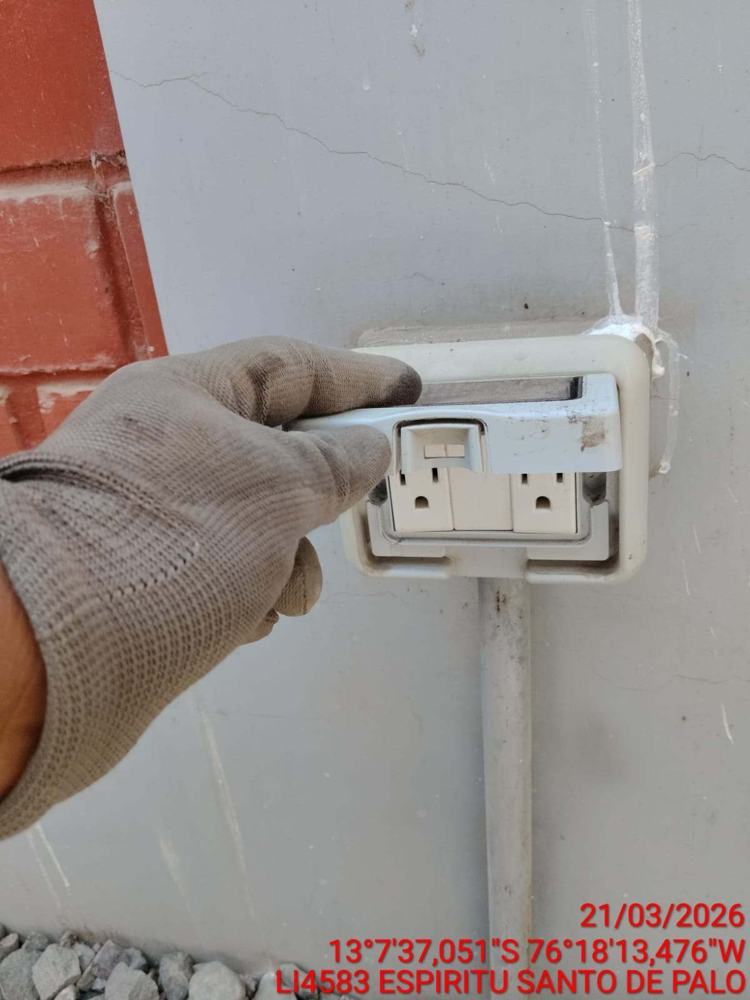 21/03/2026
13°7'37,051"S 76°18'13,476"W
LI4583 ESPIRITU SANTO DE PALO